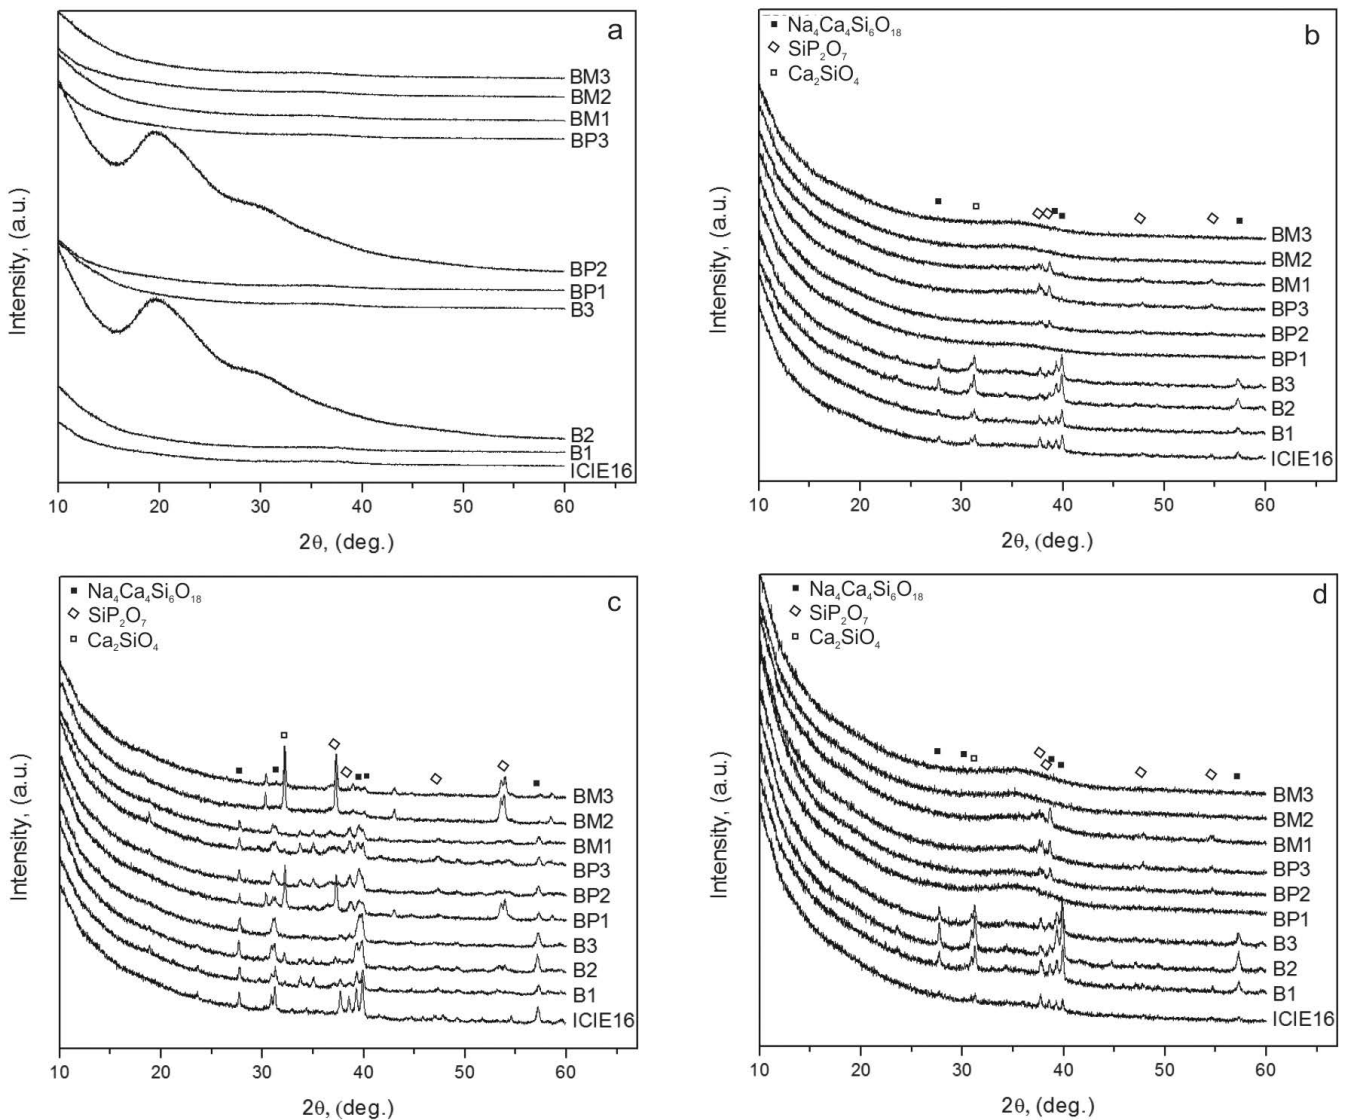 a
BM3
BM2
BM1
BP3
BP2
BP1
B3
B2
B1
ICIE16
Intensity, (a.u.)
10 20 30 40 50 60
2θ, (deg.)
b
Na₄Ca₄Si₆O₁₈
SiP₂O₇
Ca₂SiO₄
BM3
BM2
BM1
BP3
BP2
BP1
B3
B2
B1
ICIE16
Intensity, (a.u.)
10 20 30 40 50 60
2θ, (deg.)
c
Na₄Ca₄Si₆O₁₈
SiP₂O₇
Ca₂SiO₄
BM3
BM2
BM1
BP3
BP2
BP1
B3
B2
B1
ICIE16
Intensity, (a.u.)
10 20 30 40 50 60
2θ, (deg.)
d
Na₄Ca₄Si₆O₁₈
SiP₂O₇
Ca₂SiO₄
BM3
BM2
BM1
BP3
BP2
BP1
B3
B2
B1
ICIE16
Intensity, (a.u.)
10 20 30 40 50 60
2θ, (deg.)